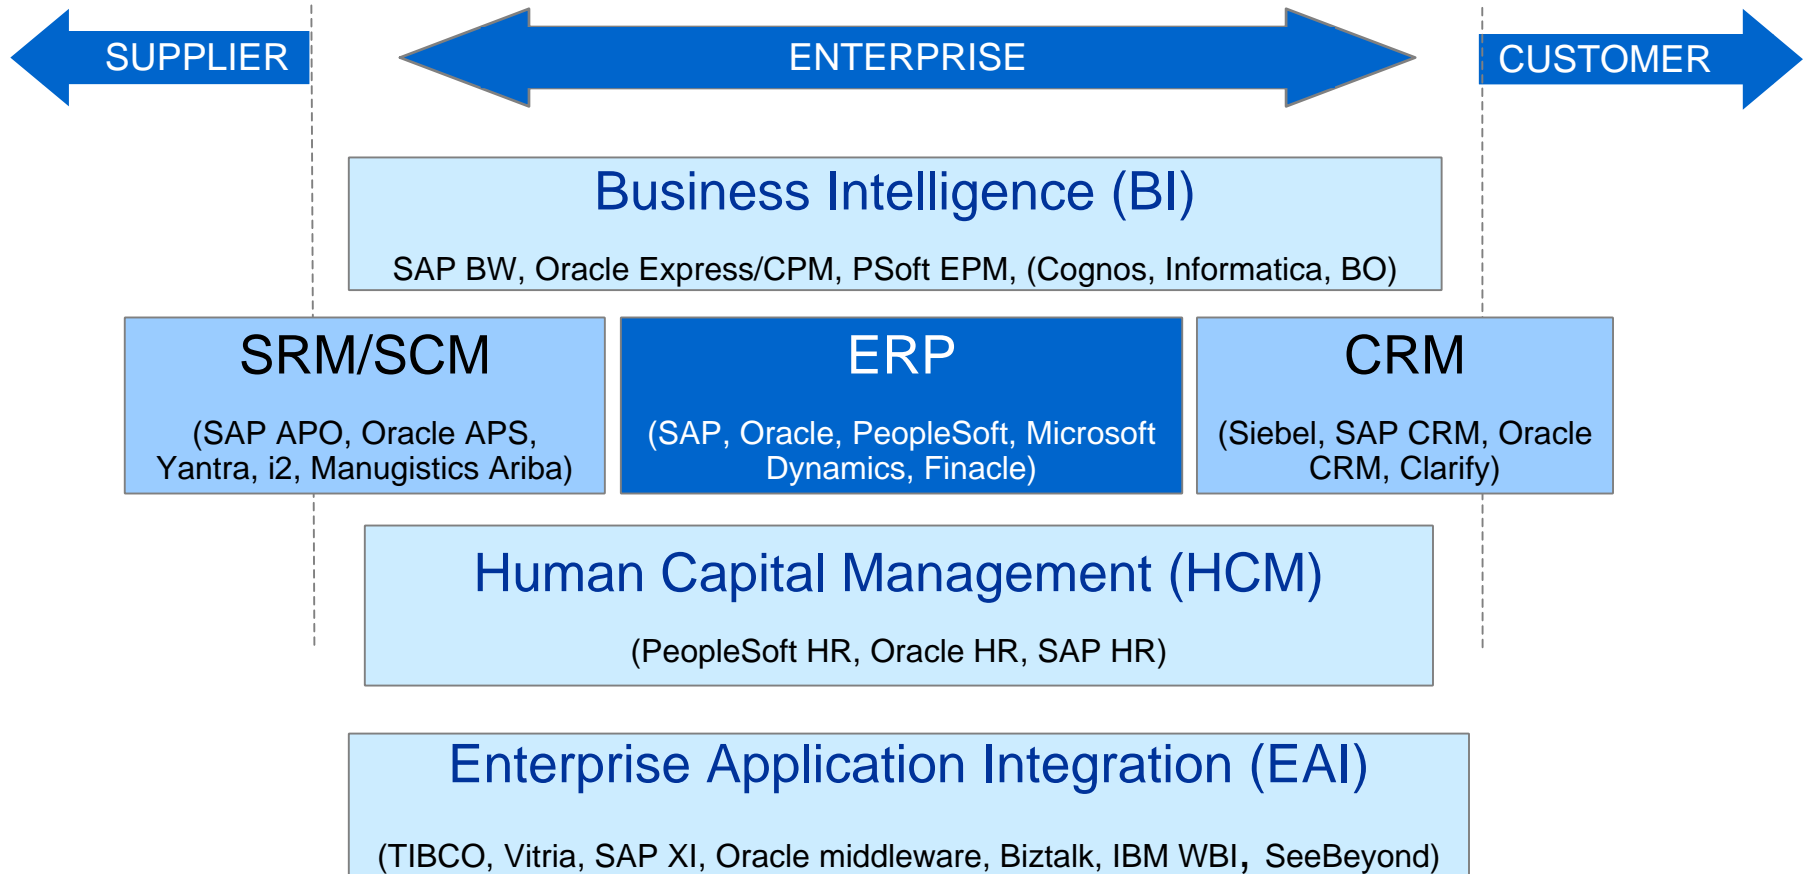 SUPPLIER
ENTERPRISE
CUSTOMER
Business Intelligence (BI)
SAP BW, Oracle Express/CPM, PSoft EPM, (Cognos, Informatica, BO)
SRM/SCM
(SAP APO, Oracle APS,
Yantra, i2, Manugistics Ariba)
ERP
(SAP, Oracle, PeopleSoft, Microsoft
Dynamics, Finacle)
CRM
(Siebel, SAP CRM, Oracle
CRM, Clarify)
Human Capital Management (HCM)
(PeopleSoft HR, Oracle HR, SAP HR)
Enterprise Application Integration (EAI)
(TIBCO, Vitria, SAP XI, Oracle middleware, Biztalk, IBM WBI, SeeBeyond)